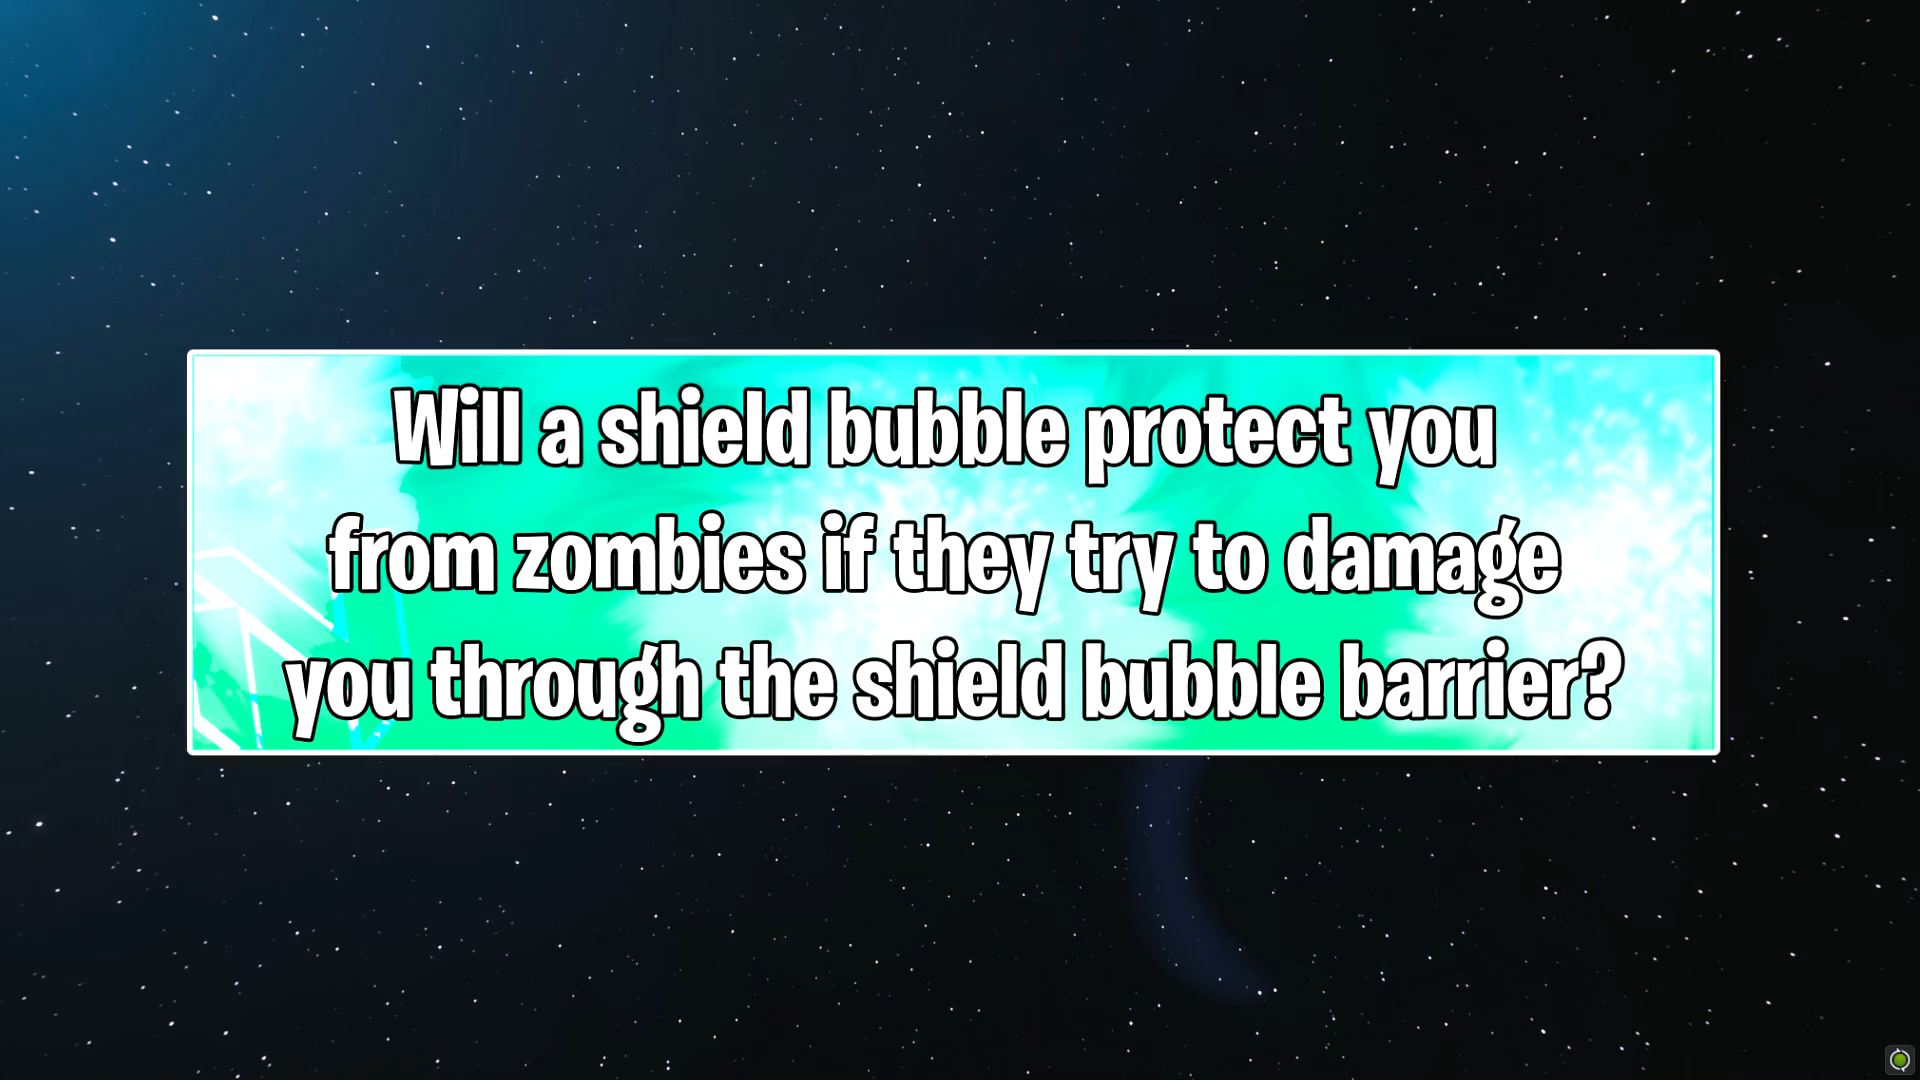 Will a shield bubble protect you
from zombies if they try to damage
you through the shield bubble barrier?